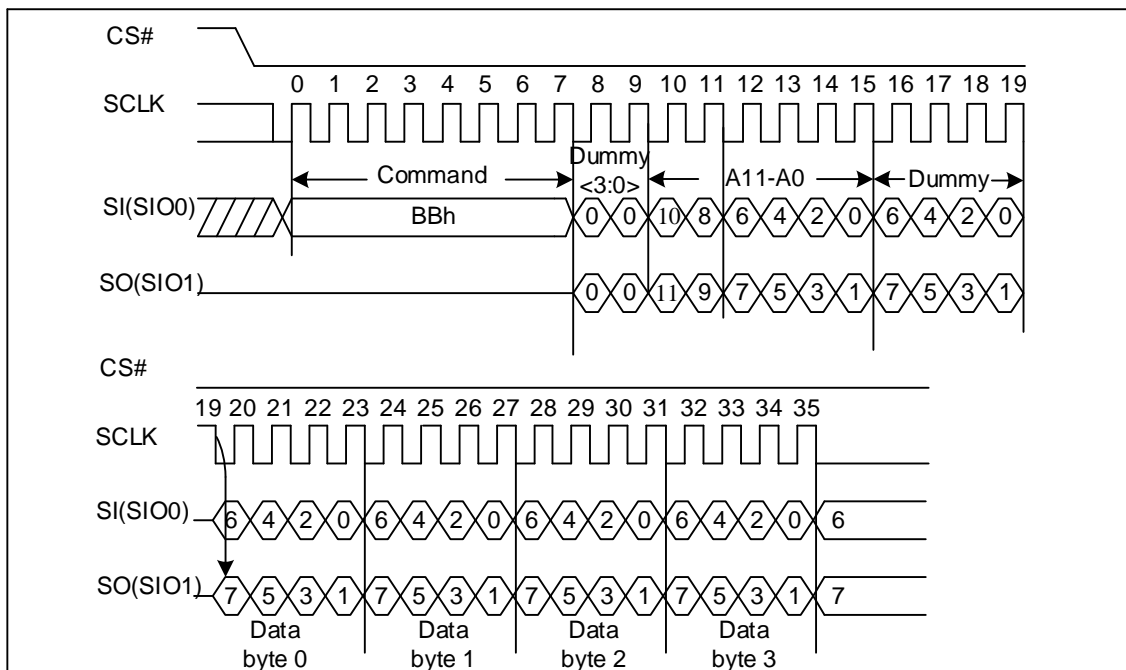 CS#
0 1 2 3 4 5 6 7 8 9 10 11 12 13 14 15 16 17 18 19
SCLK
Command
Dummy
<3:0>
A11-A0
Dummy
SI(SIO0)
BBh
0 0 10 8 6 4 2 0 6 4 2 0
SO(SIO1)
0 0 11 9 7 5 3 1 7 5 3 1
CS#
19 20 21 22 23 24 25 26 27 28 29 30 31 32 33 34 35
SCLK
SI(SIO0)
6 4 2 0 6 4 2 0 6 4 2 0 6 4 2 0 6
SO(SIO1)
7 5 3 1 7 5 3 1 7 5 3 1 7 5 3 1 7
Data Data Data Data
byte 0 byte 1 byte 2 byte 3